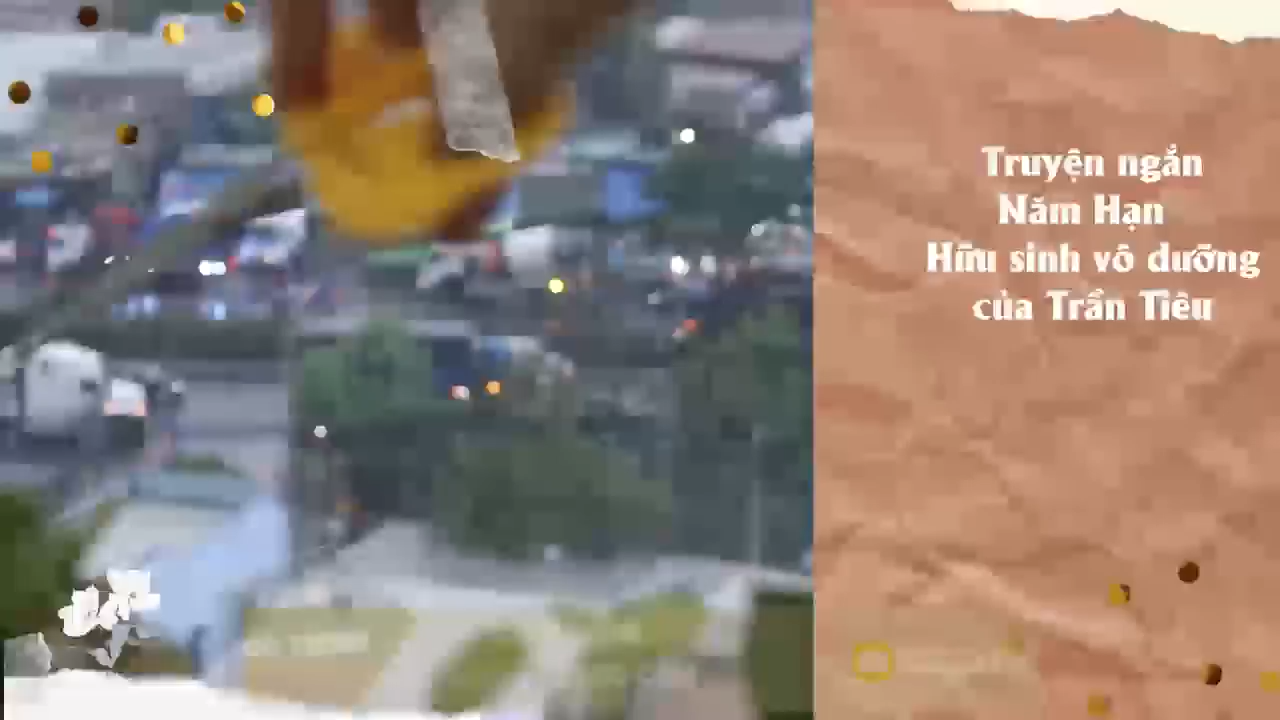 Truyện ngắn
Năm Hạn
Hữu sinh vô dưỡng
của Trần Tiêu